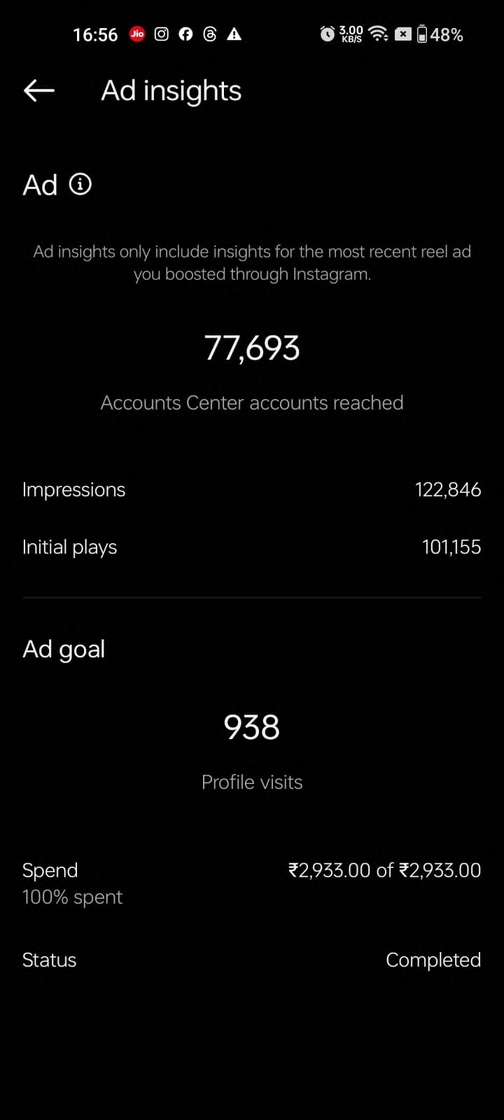 16:56 Jio 3.00 KB/S 48%
Ad insights
Ad
Ad insights only include insights for the most recent reel ad
you boosted through Instagram.
77,693
Accounts Center accounts reached
Impressions 122,846
Initial plays 101,155
Ad goal
938
Profile visits
Spend ₹2,933.00 of ₹2,933.00
100% spent
Status Completed